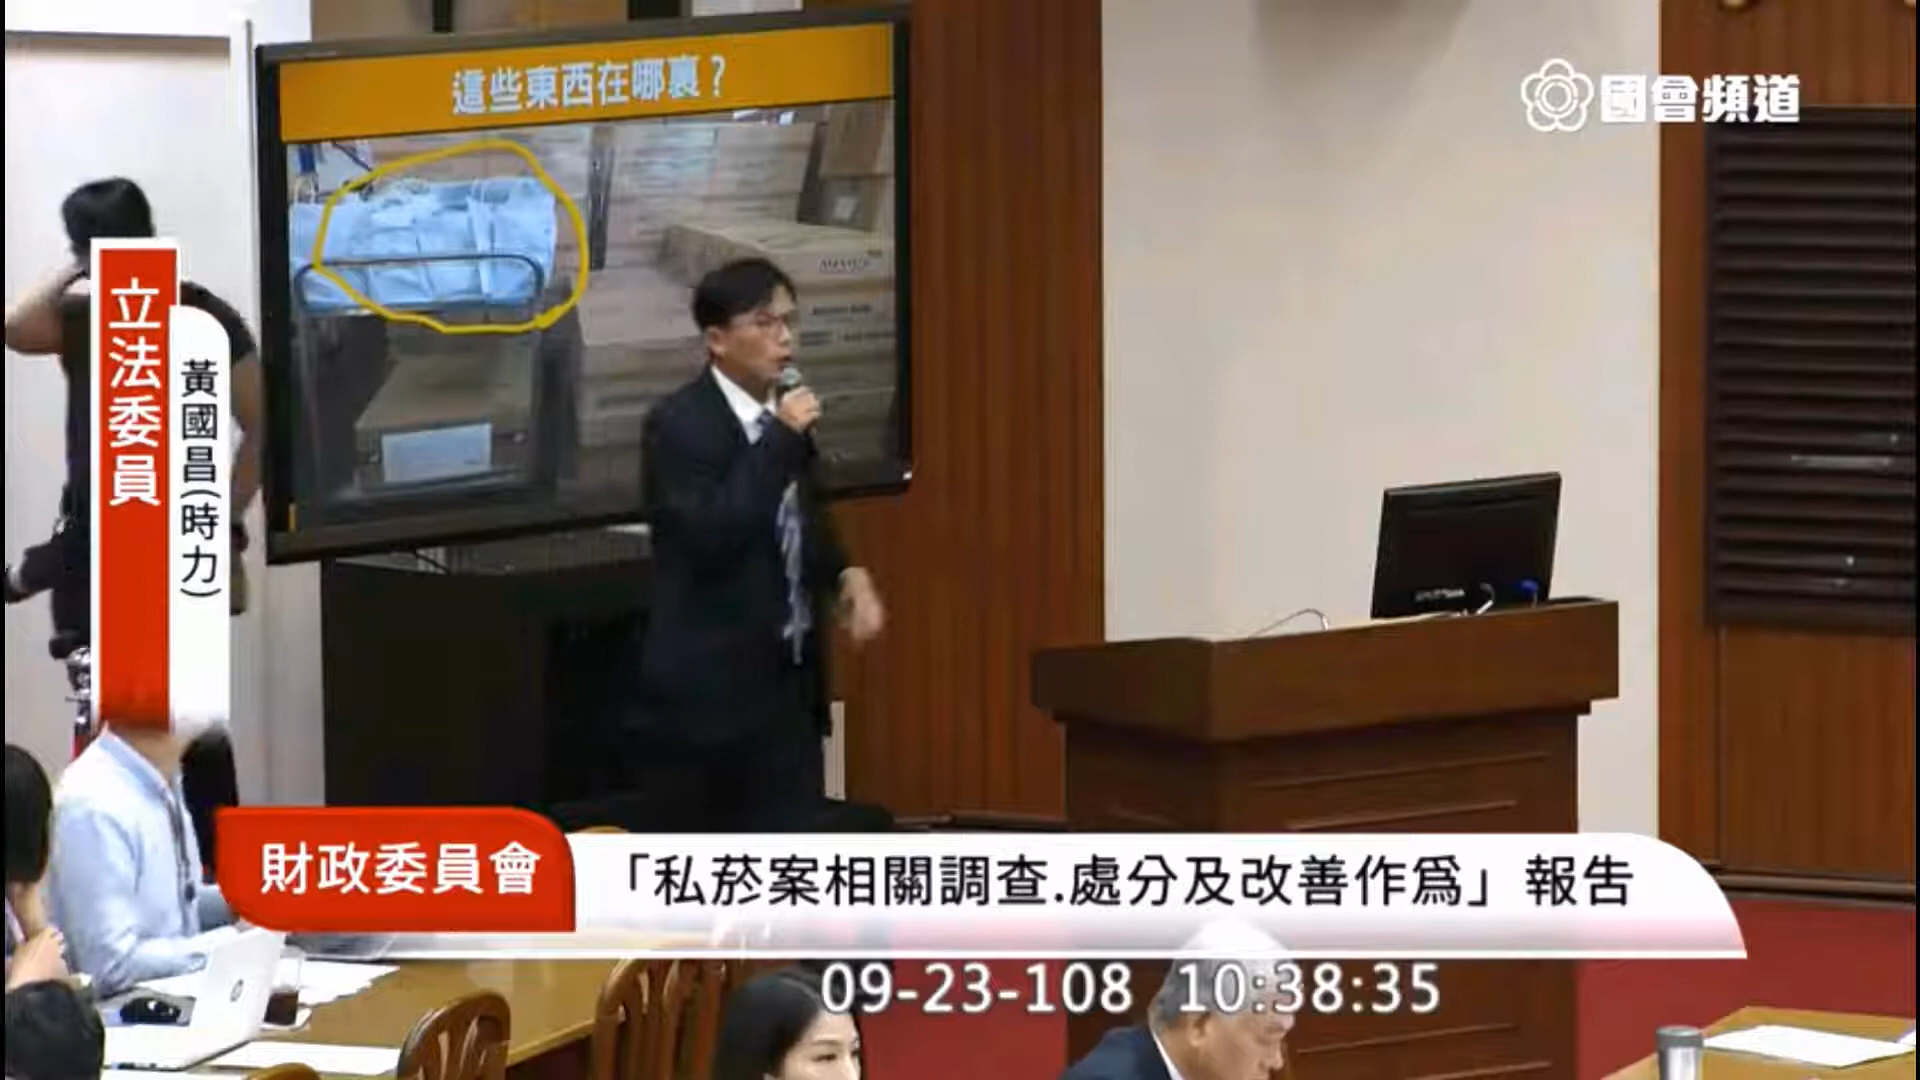 這些東西在哪裏？
國會頻道
立法委員
黃國昌(時力)
財政委員會
「私菸案相關調查.處分及改善作為」報告
09-23-108 10:38:35